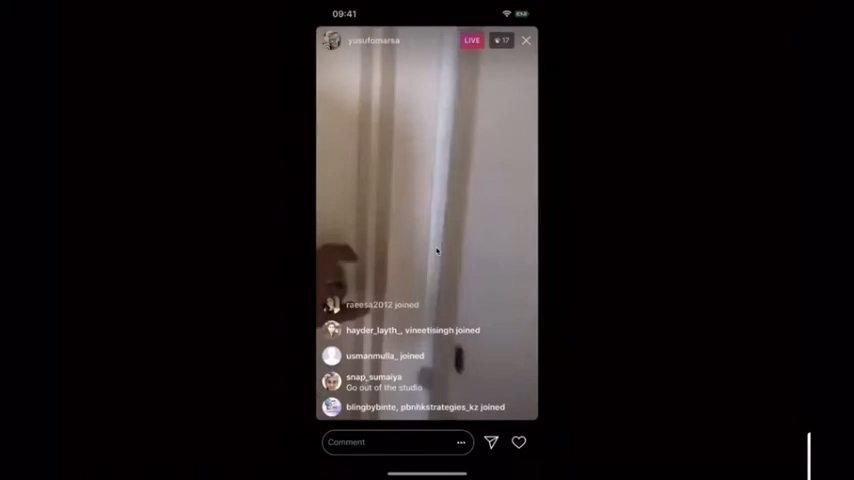 09:41
yusufomarsa
LIVE
17
raeesa2012 joined
hayder_layth_, vineetisingh joined
usmanmulla_ joined
snap_sumaiya
Go out of the studio
blingbybinte, pbnhkstrategies_kz joined
Comment